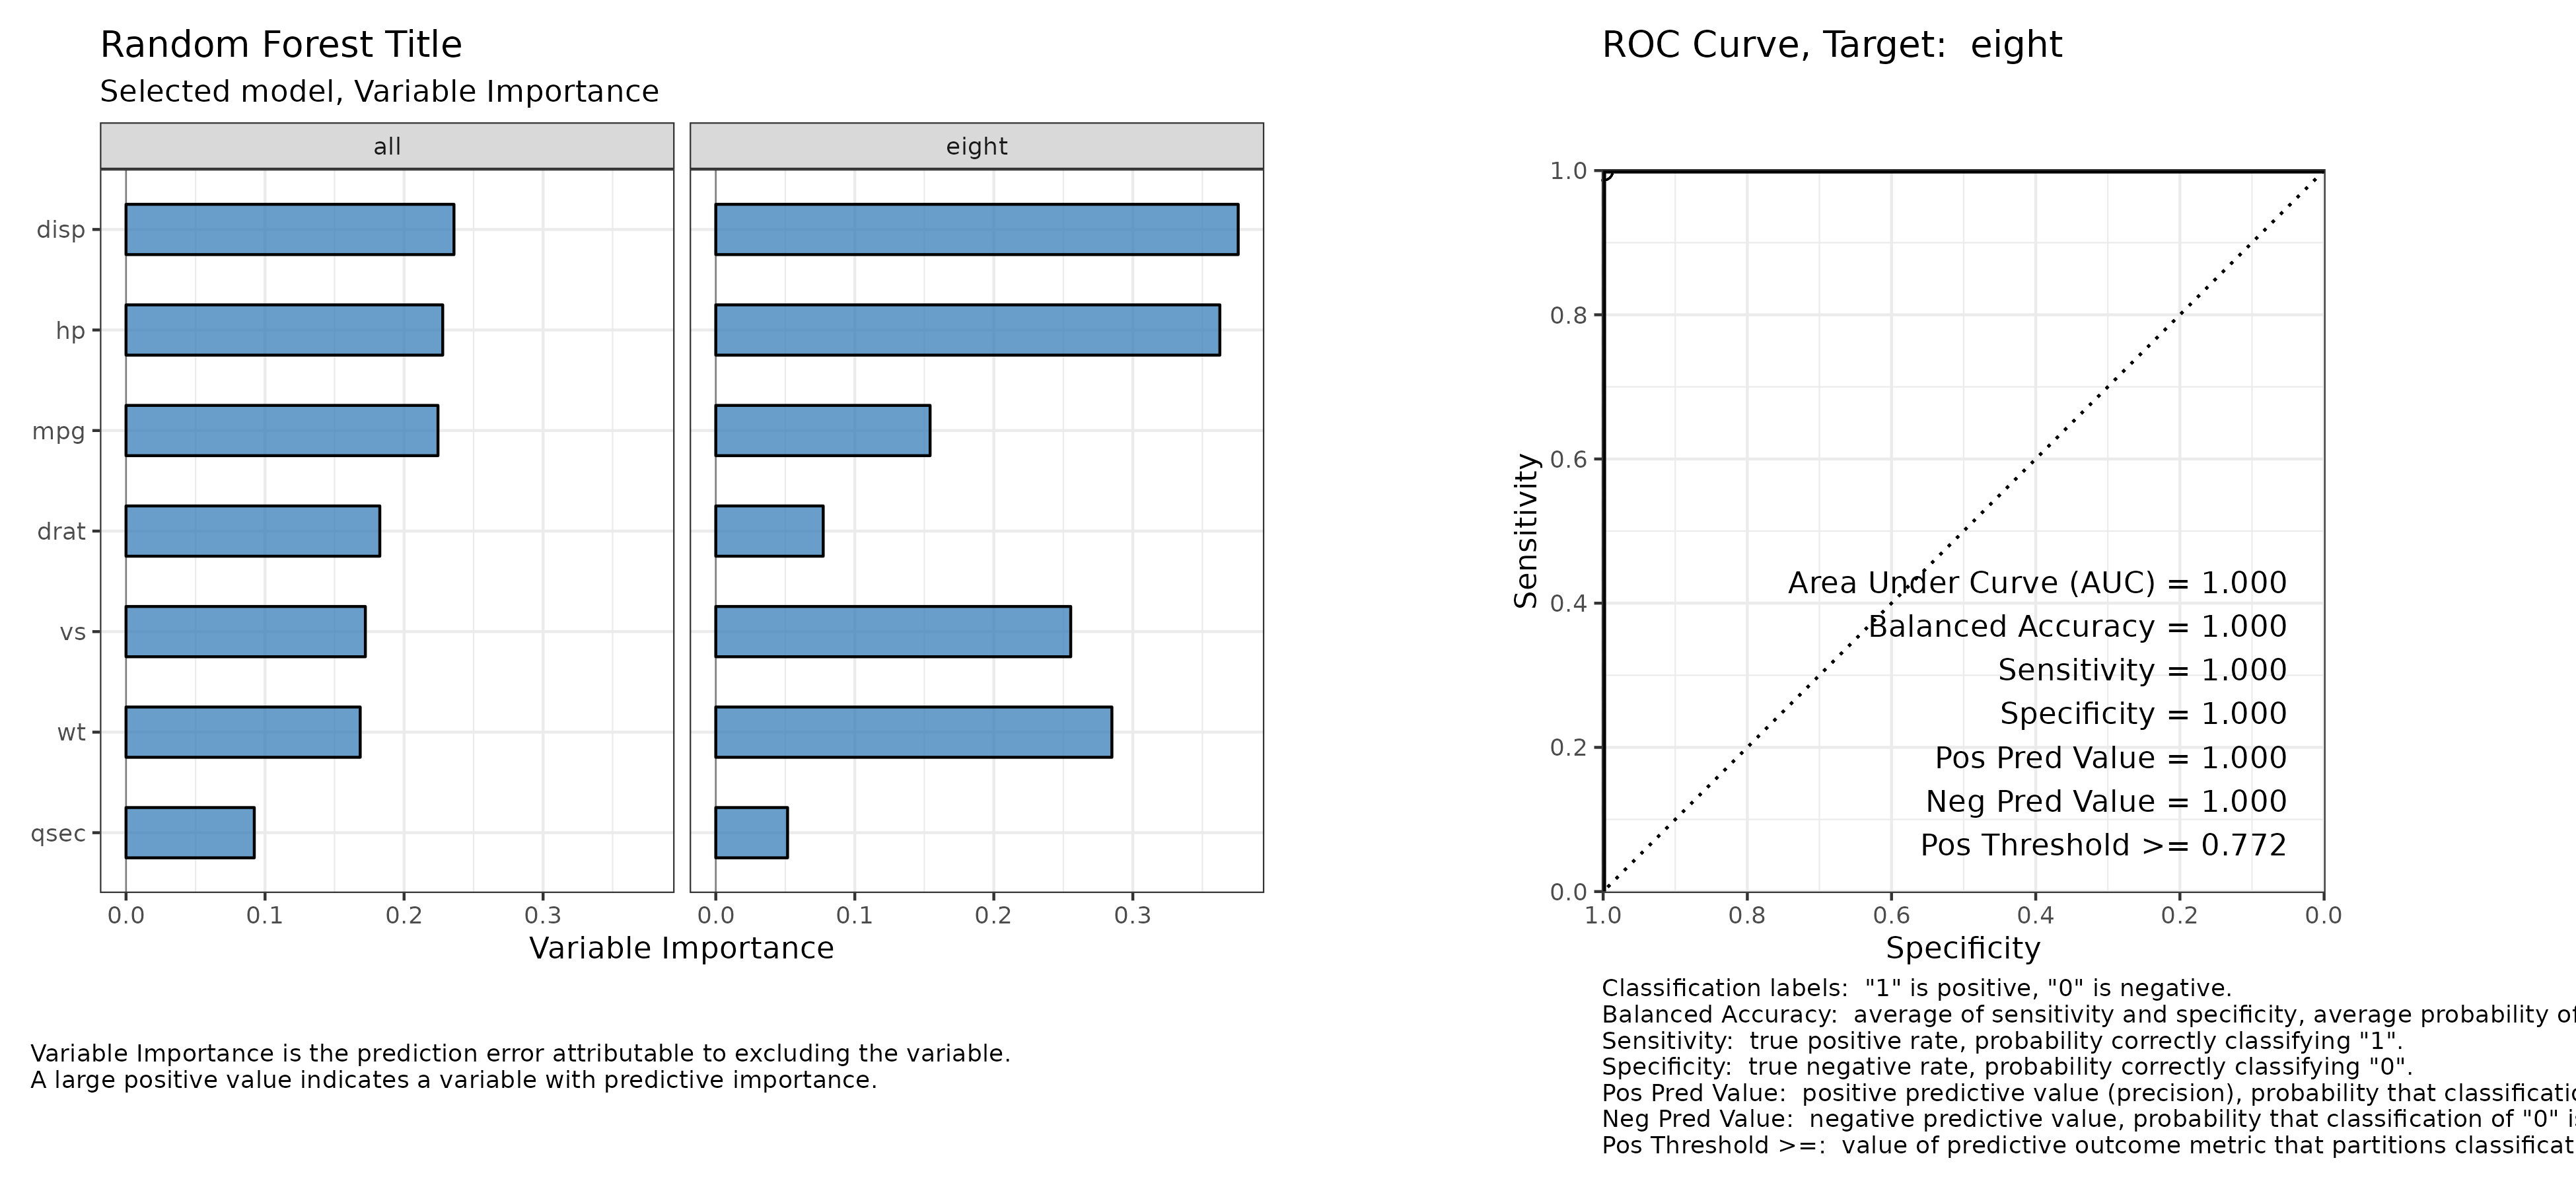 Random Forest Title
Selected model, Variable Importance
all
eight
disp
hp
mpg
drat
vs
wt
qsec
0.0 0.1 0.2 0.3
0.0 0.1 0.2 0.3
Variable Importance
Variable Importance is the prediction error attributable to excluding the variable.
A large positive value indicates a variable with predictive importance.
ROC Curve, Target:  eight
1.0
0.8
0.6
0.4
0.2
0.0
Sensitivity
Area Under Curve (AUC) = 1.000
Balanced Accuracy = 1.000
Sensitivity = 1.000
Specificity = 1.000
Pos Pred Value = 1.000
Neg Pred Value = 1.000
Pos Threshold >= 0.772
1.0 0.8 0.6 0.4 0.2 0.0
Specificity
Classification labels:  "1" is positive, "0" is negative.
Balanced Accuracy:  average of sensitivity and specificity, average probability of
Sensitivity:  true positive rate, probability correctly classifying "1".
Specificity:  true negative rate, probability correctly classifying "0".
Pos Pred Value:  positive predictive value (precision), probability that
Neg Pred Value:  negative predictive value, probability that classification of "0"
Pos Threshold >=:  value of predictive outcome metric that partitions